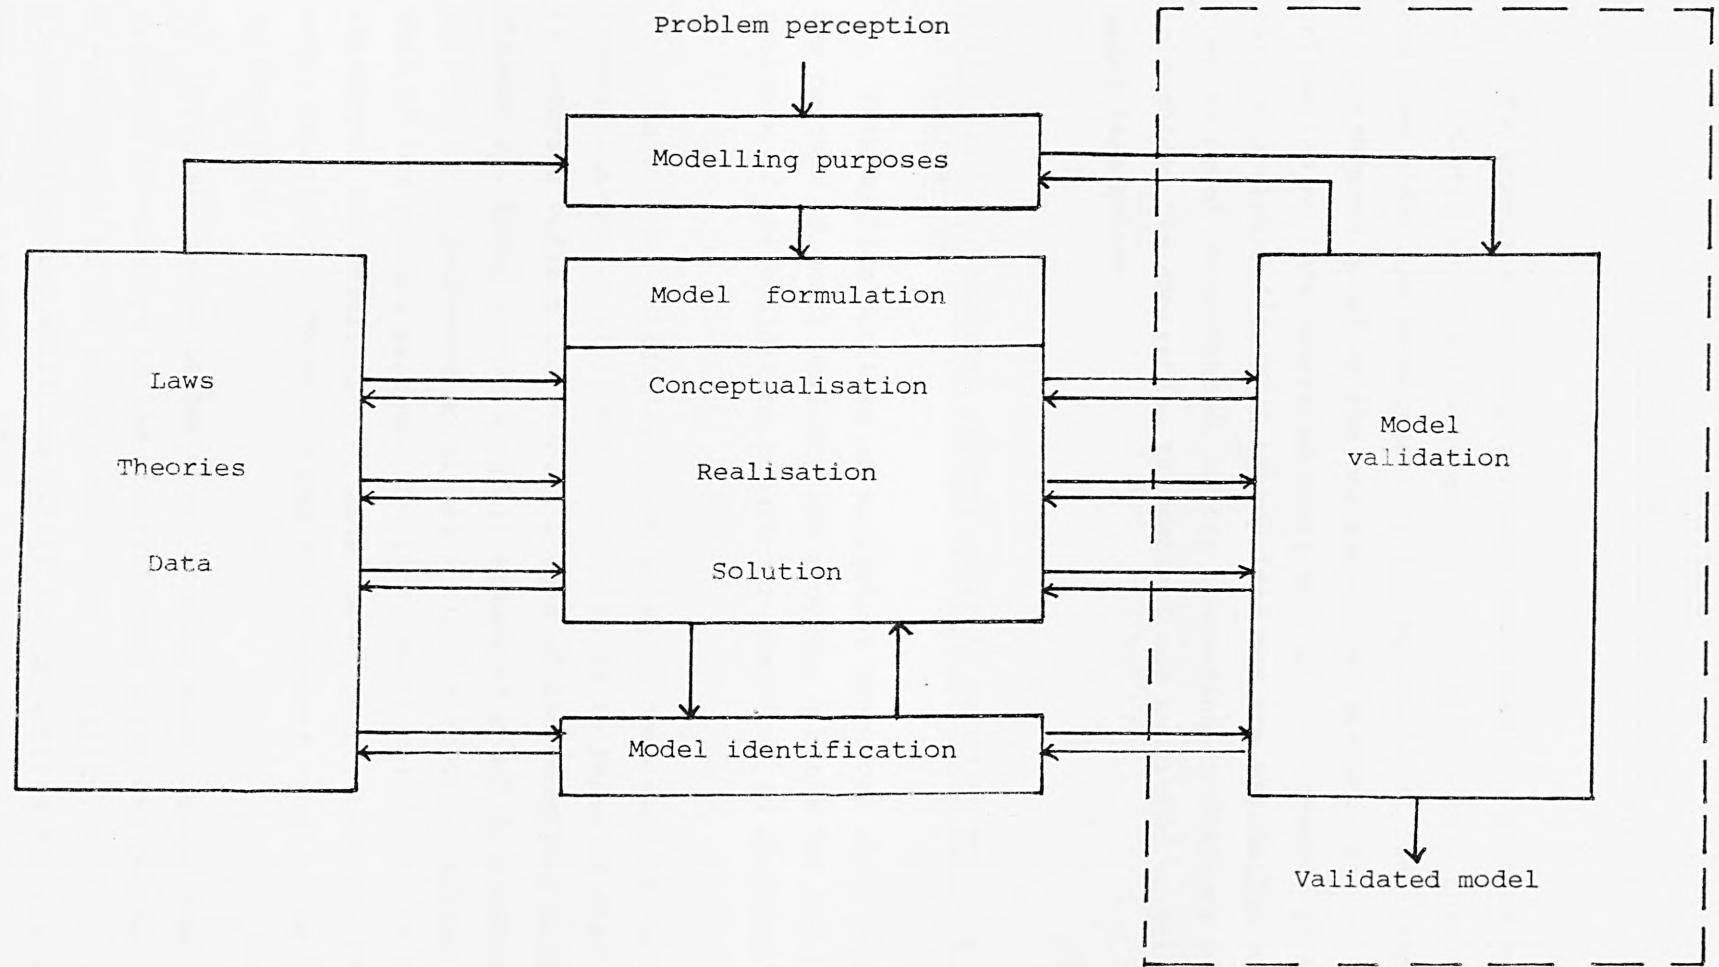 Problem perception
Modelling purposes
Model formulation
Laws
Conceptualisation
Model
validation
Theories
Realisation
Data
Solution
Model identification
Validated model